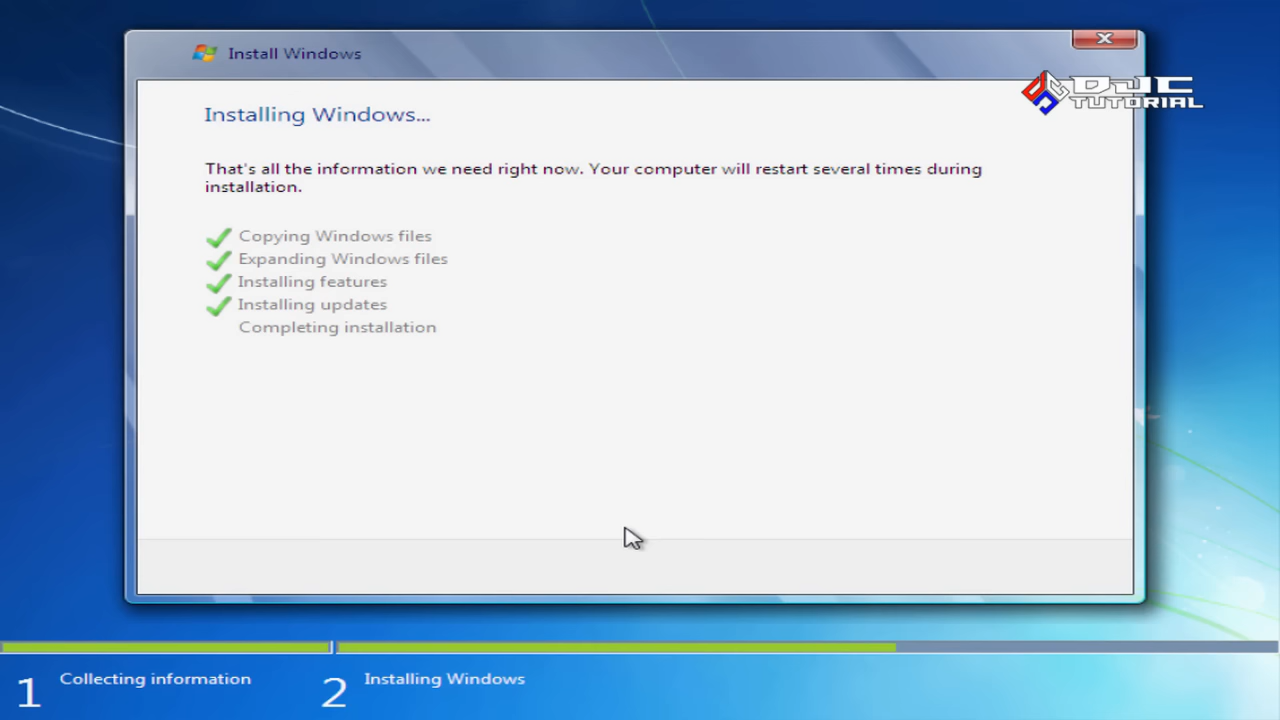 Install Windows
DJC
TUTORIAL
Installing Windows...
That's all the information we need right now. Your computer will restart several times during
installation.
Copying Windows files
Expanding Windows files
Installing features
Installing updates
Completing installation
1 Collecting information
2 Installing Windows